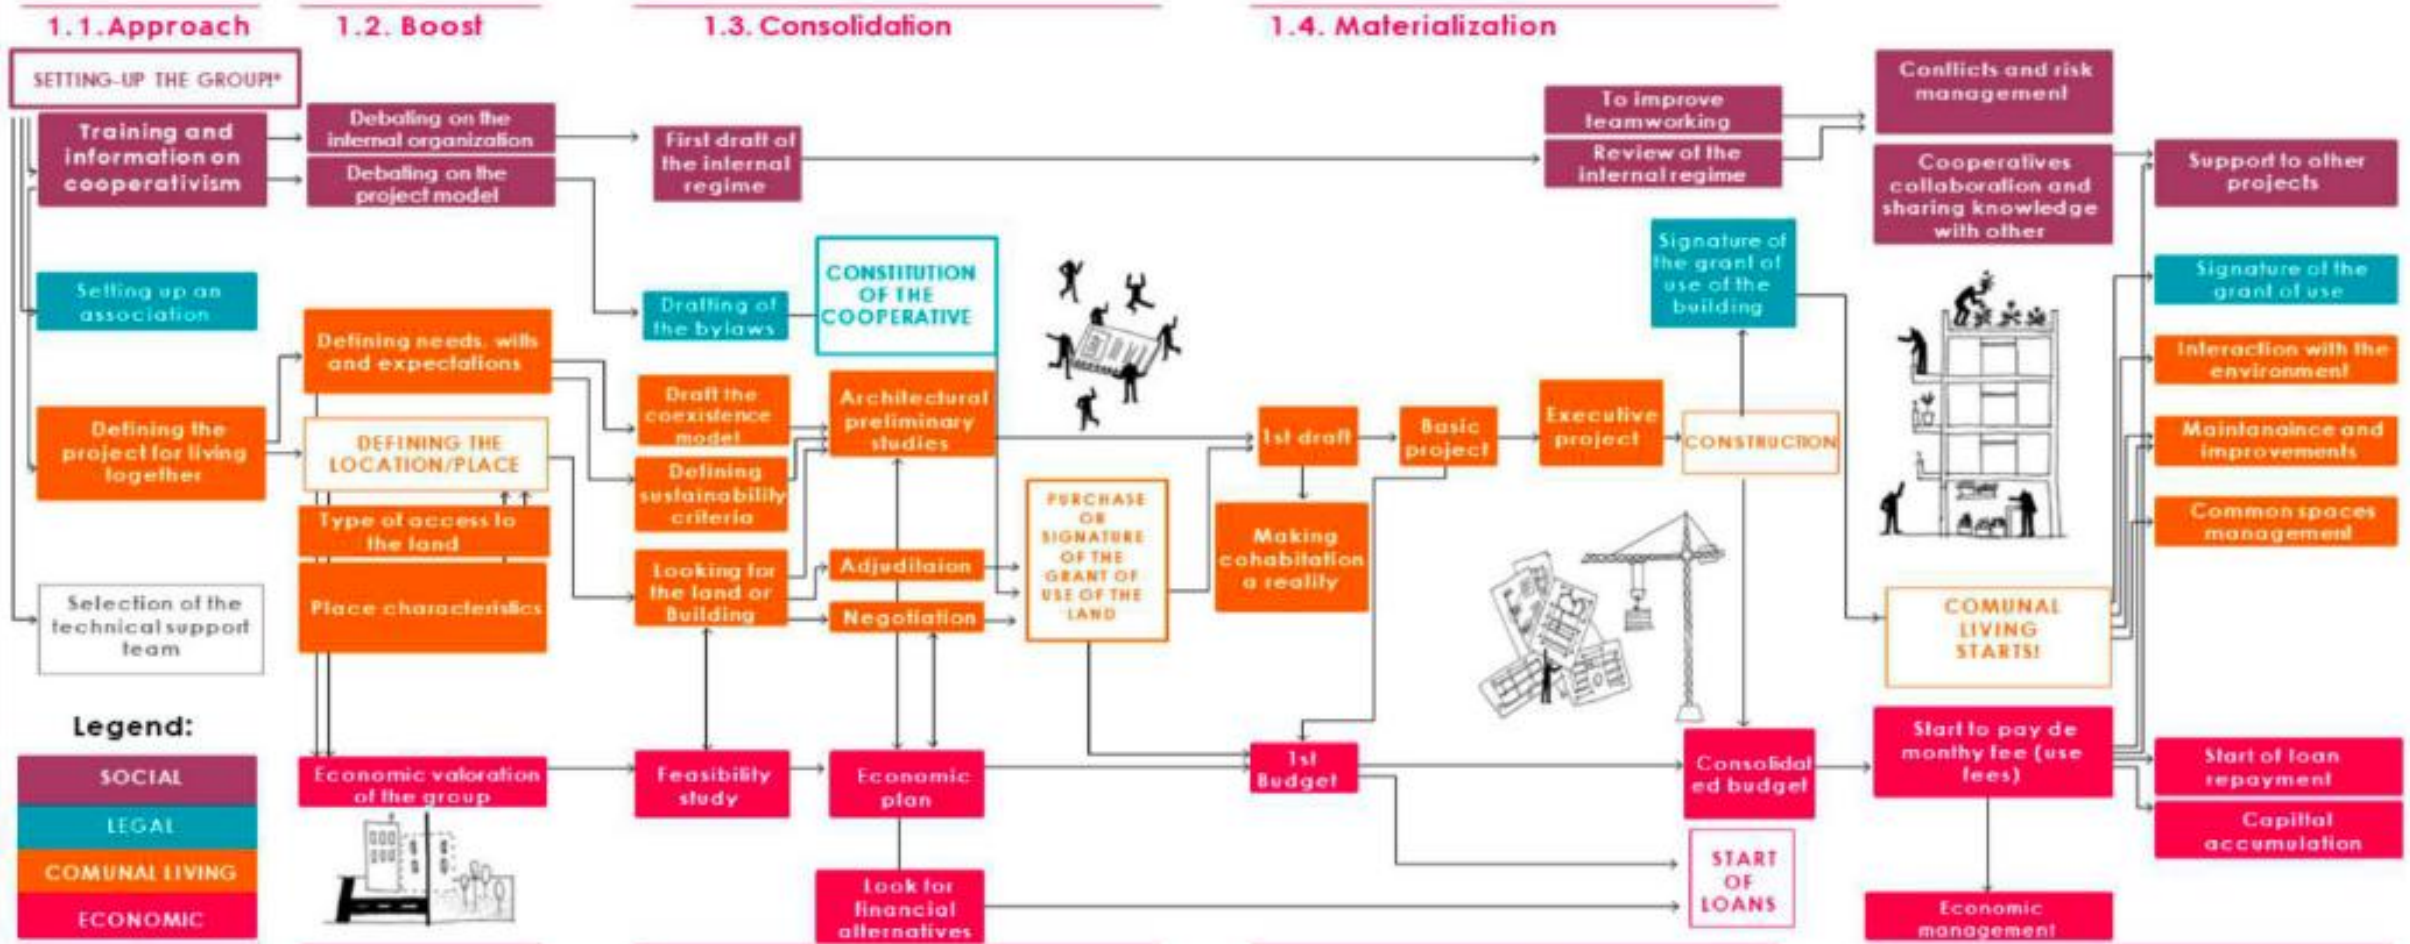 1.1.Approach
1.2. Boost
1.3. Consolidation
1.4. Materialization
SETTING-UP THE GROUP!*
Training and
information on
cooperativism
Setting up an
association
Defining the
project for living
together
Selection of the
technical support
team
Debating on the
internal organization
Debating on the
project model
Defining needs, wills
and expectations
DEFINING THE
LOCATION/PLACE
Type of access to
the land
Place characteristics
Economic valoration
of the group
First draft of
the internal
regime
Drafting of
the bylaws
CONSTITUTION
OF THE
COOPERATIVE
Draft the
coexistence
model
Defining
sustainability
criteria
Looking for
the land or
Building
Architectural
preliminary
studies
Adjuditaion
Negotiation
PURCHASE
OR
SIGNATURE
OF THE
GRANT OF
USE OF THE
LAND
Feasibility
study
Economic
plan
Look for
financial
alternatives
1st draft
Basic
project
Executive
project
CONSTRUCTION
Making
cohabitation
a reality
1st
Budget
To improve
teamworking
Review of the
internal regime
Signature of
the grant of
use of the
building
Consolidat
ed budget
START
OF
LOANS
Conflicts and risk
management
Cooperatives
collaboration and
sharing knowledge
with other
COMUNAL
LIVING
STARTS!
Start to pay de
monthy fee (use
fees)
Economic
management
Support to other
projects
Signature of the
grant of use
Interaction with the
environment
Maintanaince and
improvements
Common spaces
management
Start of loan
repayment
Capiltal
accumulation
Legend:
SOCIAL
LEGAL
COMUNAL LIVING
ECONOMIC